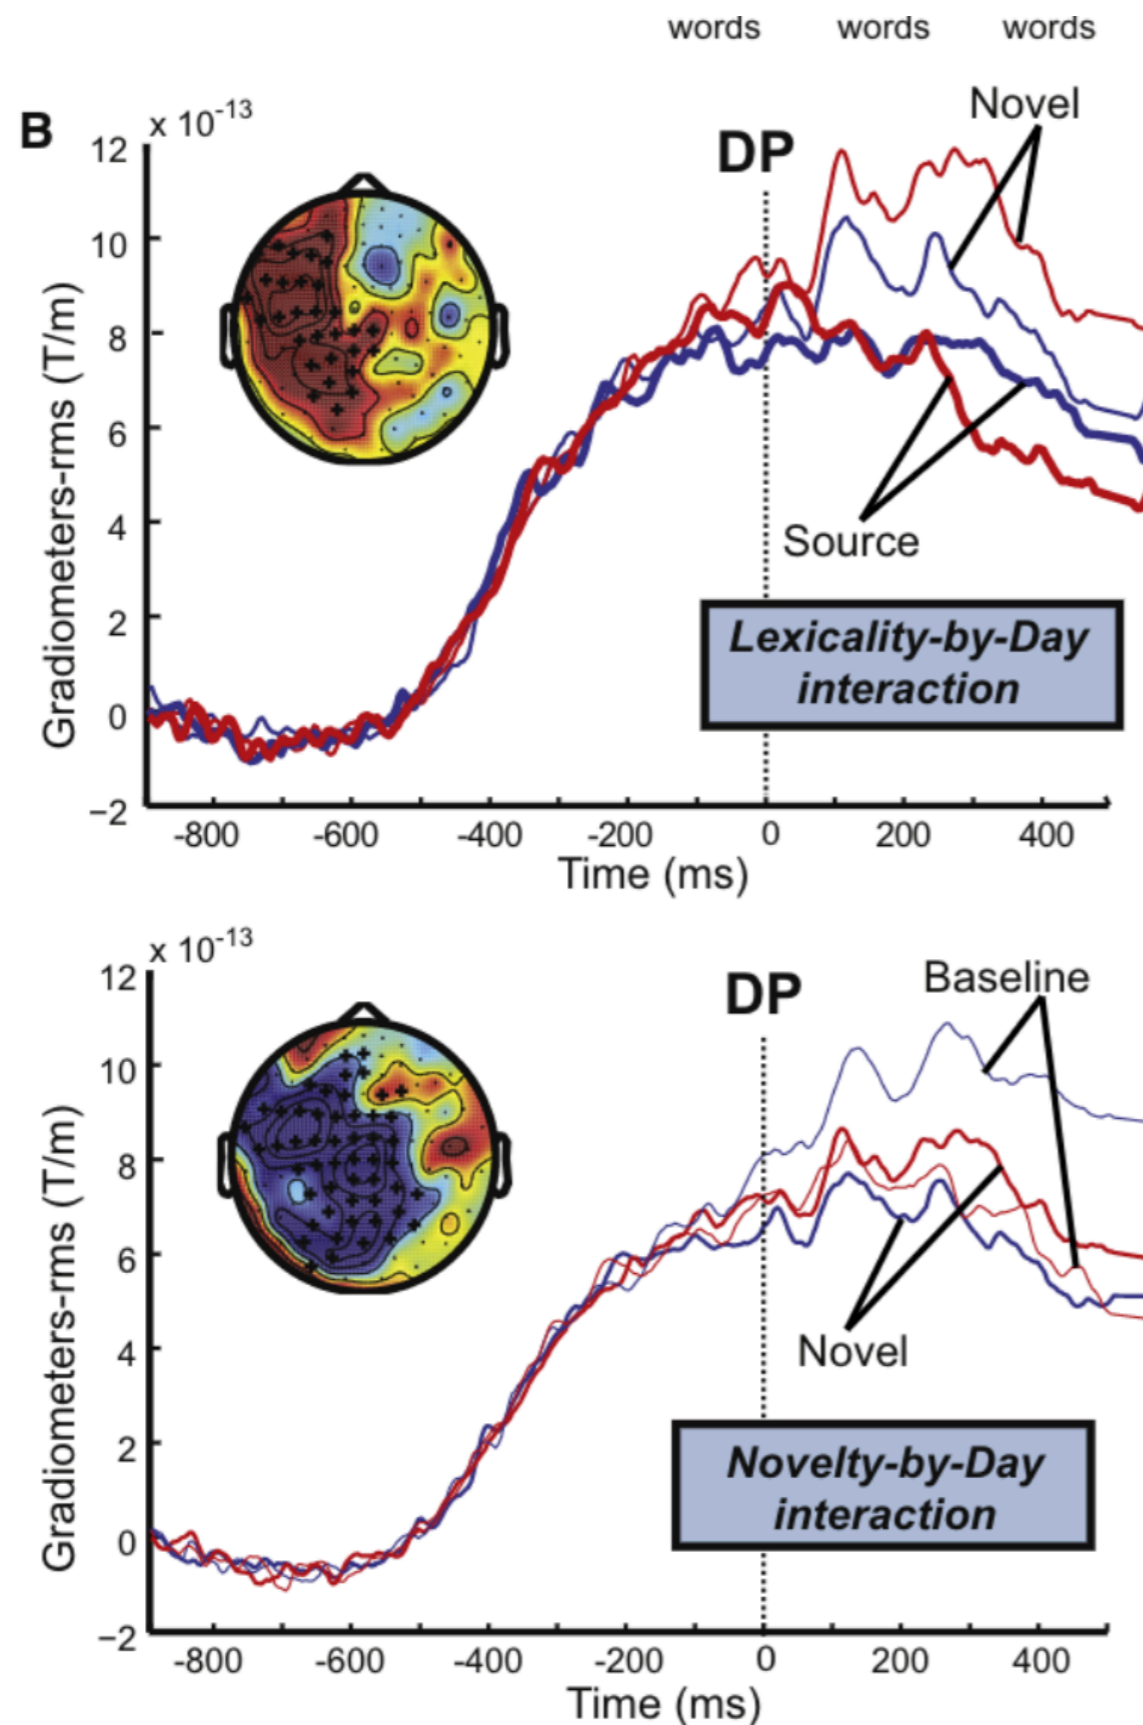 words words words
B
x 10-13
Novel
DP
12
10
8
6
4
2
0
−2
Gradiometers-rms (T/m)
Source
Lexicality-by-Day
interaction
-800 -600 -400 -200 0 200 400
Time (ms)
x 10-13
Baseline
DP
12
10
8
6
4
2
0
−2
Gradiometers-rms (T/m)
Novel
Novelty-by-Day
interaction
-800 -600 -400 -200 0 200 400
Time (ms)